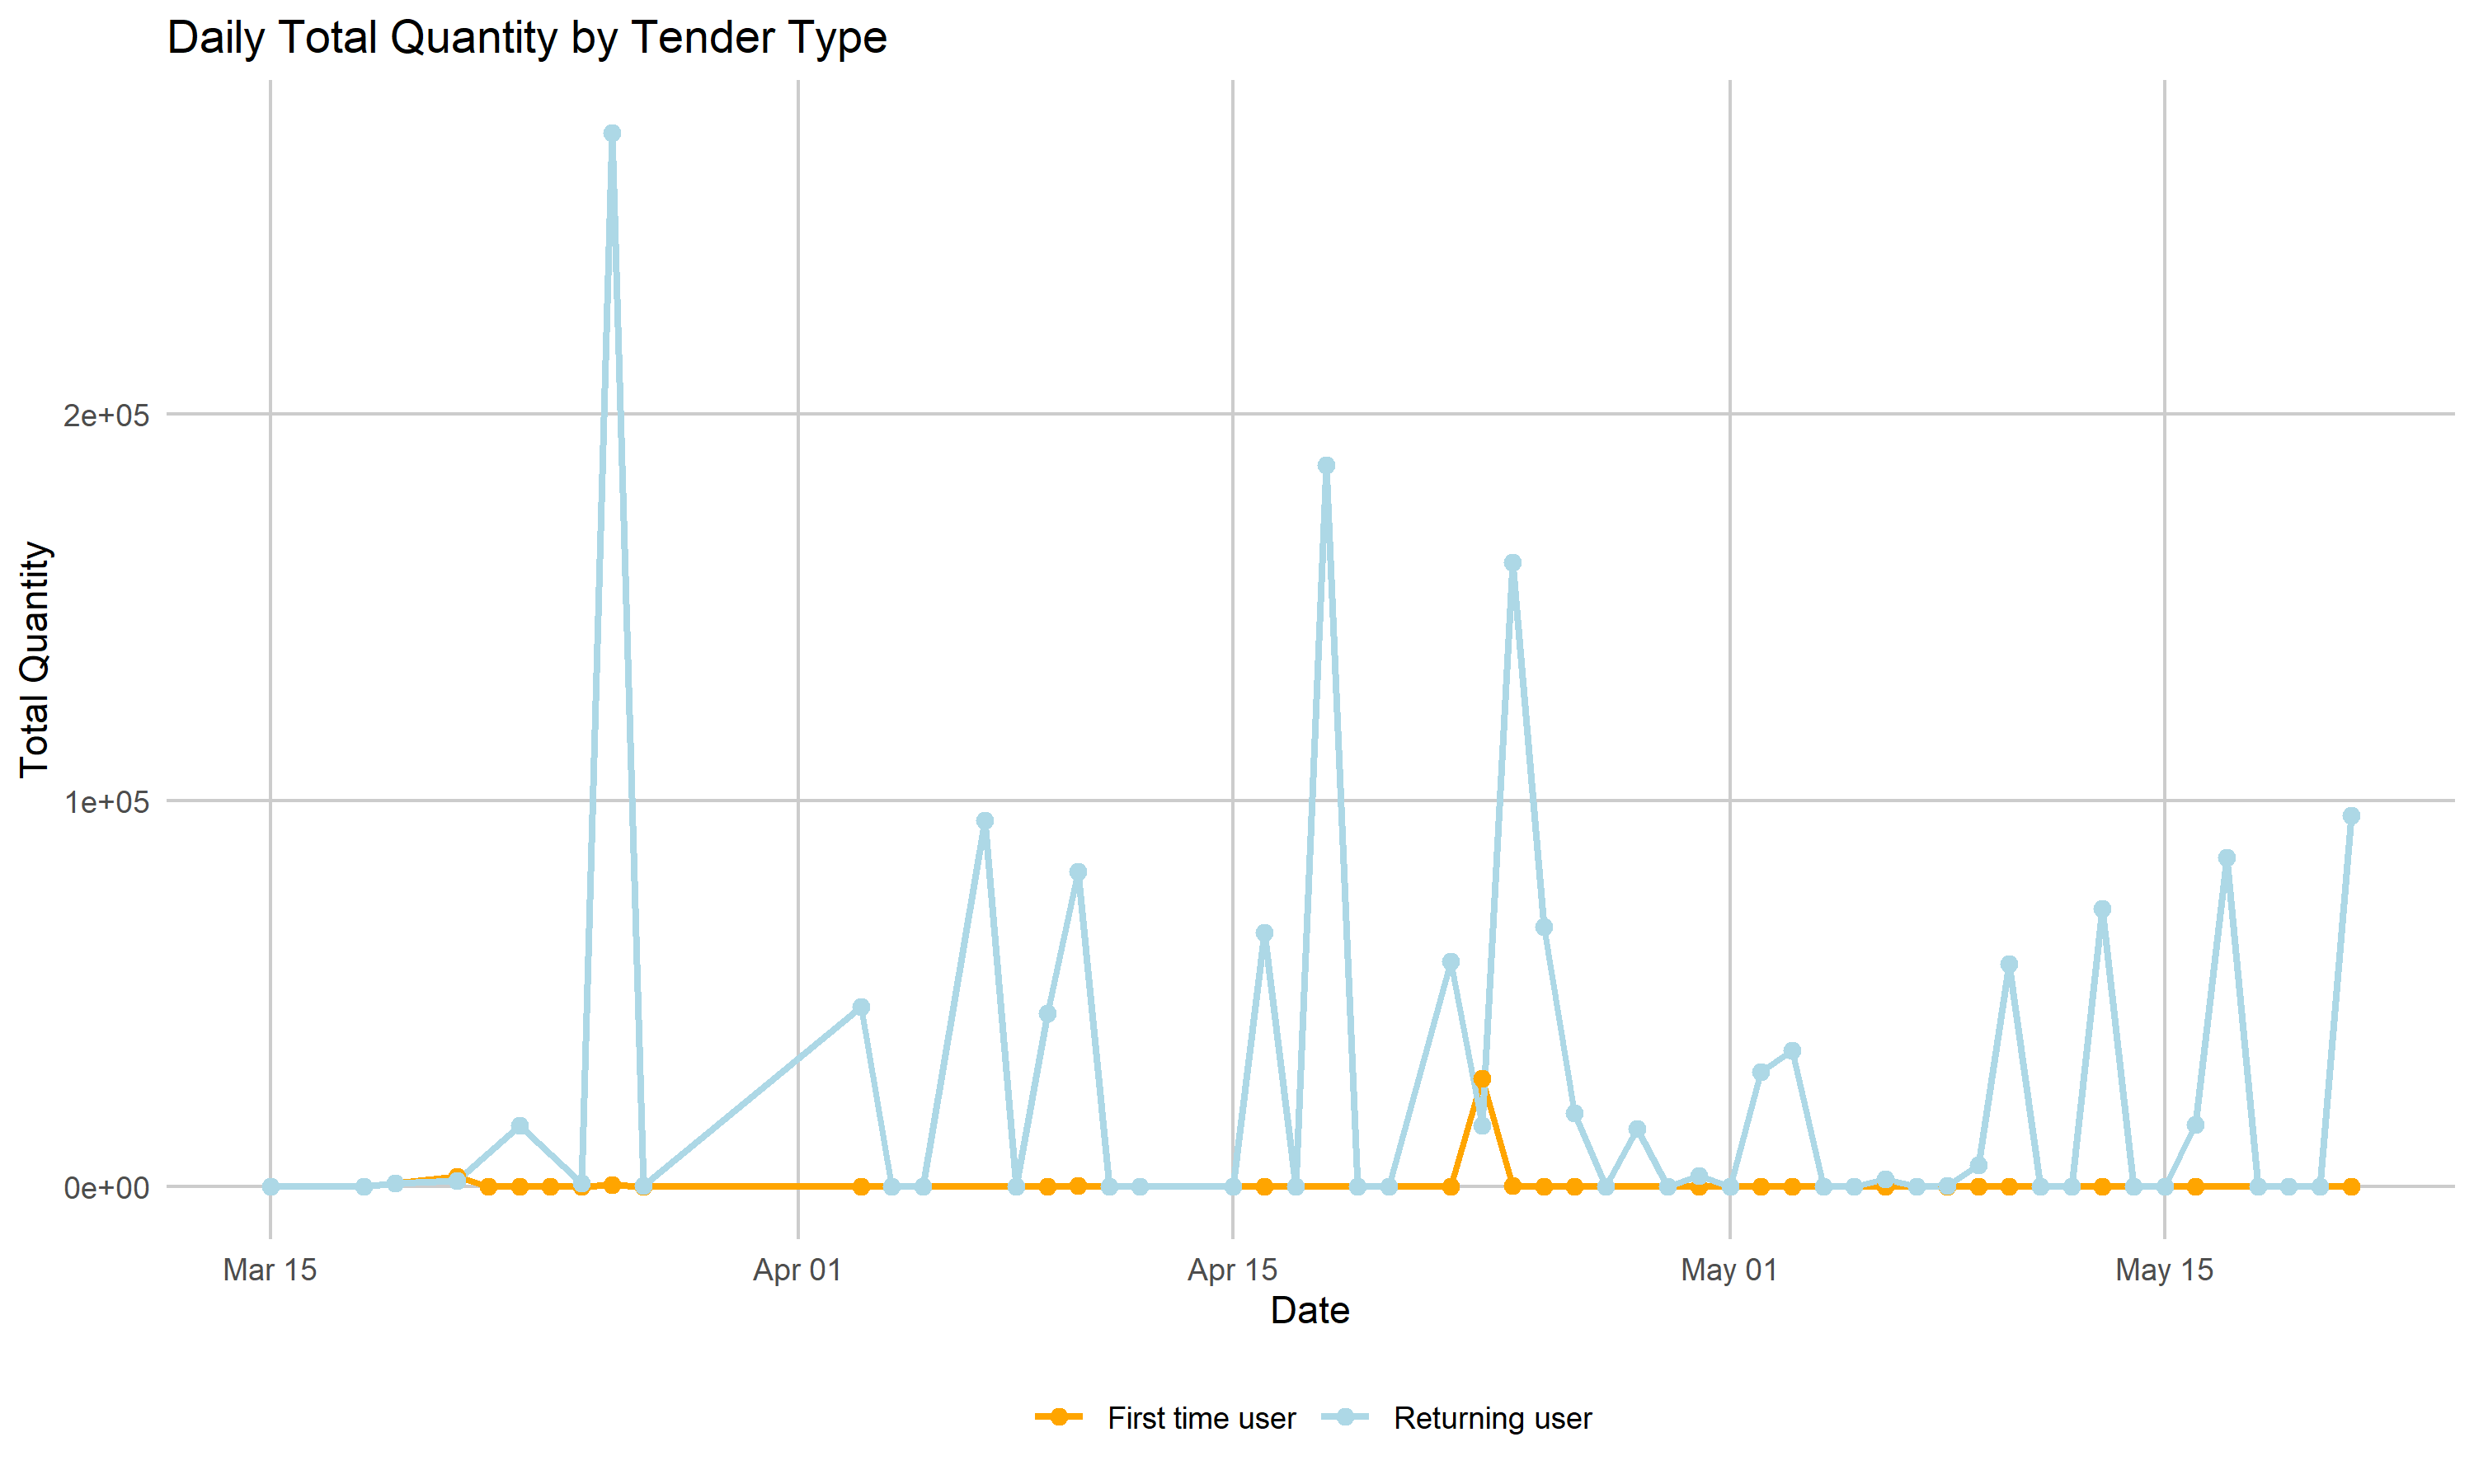 Daily Total Quantity by Tender Type
Total Quantity
2e+05
1e+05
0e+00
Mar 15 Apr 01 Apr 15 May 01 May 15
Date
First time user Returning user